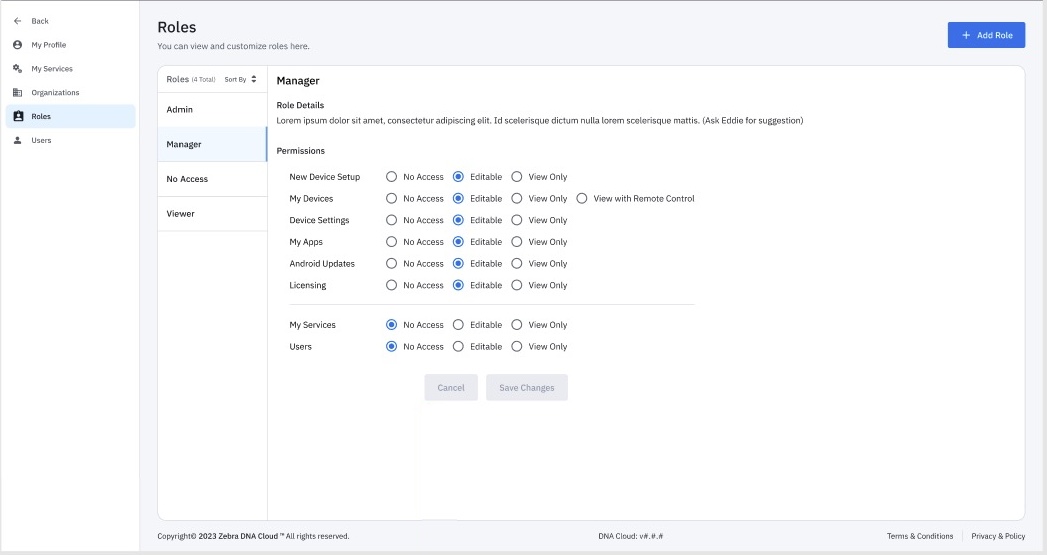 Back
My Profile
My Services
Organizations
Roles
Users
Roles
You can view and customize roles here.
+ Add Role
Roles (4 Total) Sort By
Admin
Manager
No Access
Viewer
Manager
Role Details
Lorem ipsum dolor sit amet, consectetur adipiscing elit. Id scelerisque dictum nulla lorem scelerisque mattis. (Ask Eddie for suggestion)
Permissions
New Device Setup No Access Editable View Only
My Devices No Access Editable View Only View with Remote Control
Device Settings No Access Editable View Only
My Apps No Access Editable View Only
Android Updates No Access Editable View Only
Licensing No Access Editable View Only
My Services No Access Editable View Only
Users No Access Editable View Only
Cancel Save Changes
Copyright© 2023 Zebra DNA Cloud ™ All rights reserved. DNA Cloud: v#.#.# Terms & Conditions Privacy & Policy